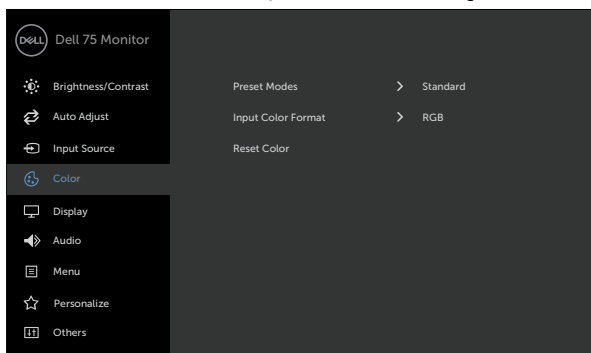 DELL Dell 75 Monitor
Brightness/Contrast
Auto Adjust
Input Source
Color
Display
Audio
Menu
Personalize
Others
Preset Modes > Standard
Input Color Format > RGB
Reset Color